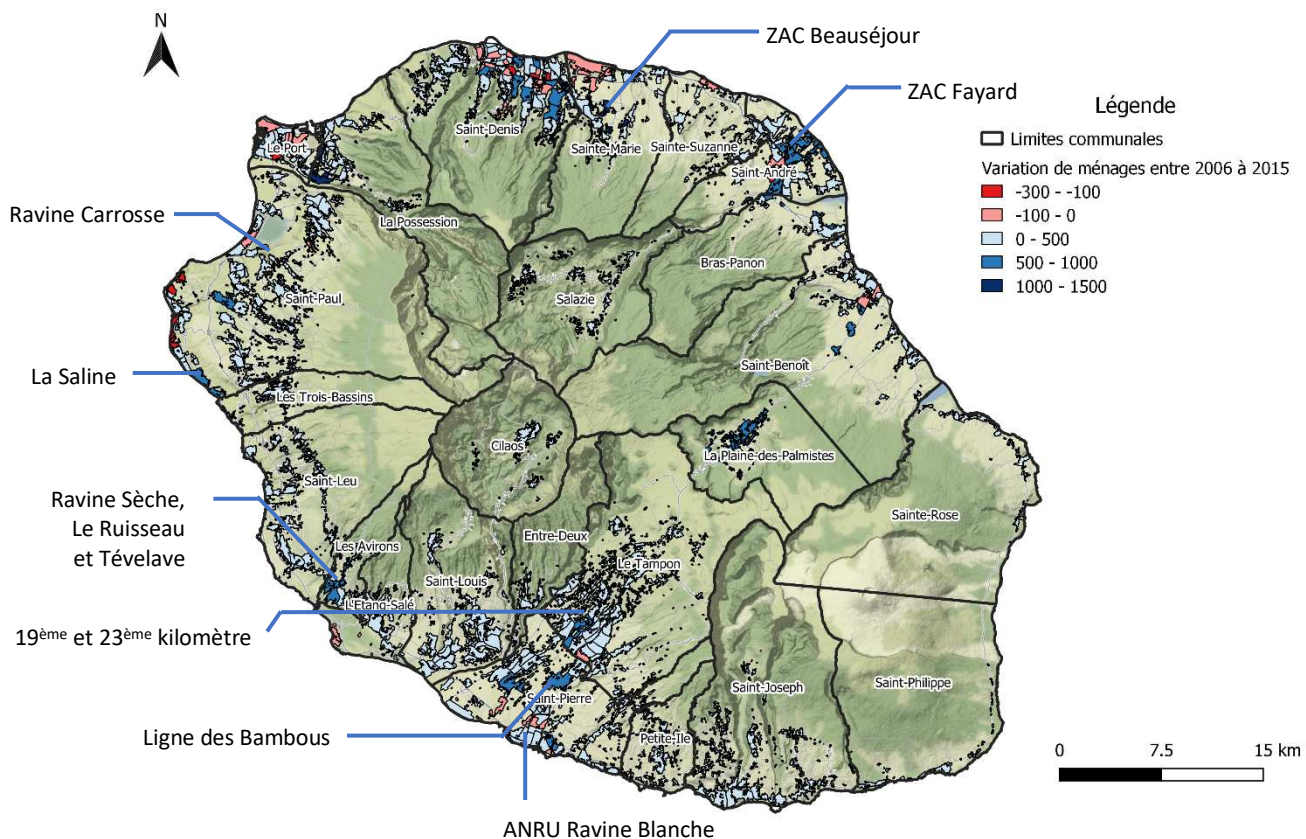 N
ZAC Beauséjour
ZAC Fayard
Légende
Limites communales
Variation de ménages entre 2006 à 2015
-300 - -100
-100 - 0
0 - 500
500 - 1000
1000 - 1500
Saint-Denis
Le Port
Sainte-Marie
Sainte-Suzanne
Saint-André
Ravine Carrosse
La Possession
Bras-Panon
Saint-Paul
Salazie
Saint-Benoît
La Saline
Les Trois-Bassins
Cilaos
La Plaine-des-Palmistes
Saint-Leu
Ravine Sèche,
Le Ruisseau
et Tévelave
Sainte-Rose
Entre-Deux
Les Avirons
Le Tampon
Saint-Louis
L'Etang-Salé
19ème et 23ème kilomètre
Saint-Joseph
Saint-Philippe
Saint-Pierre
Ligne des Bambous
Petite-Ile
0 7.5 15 km
ANRU Ravine Blanche